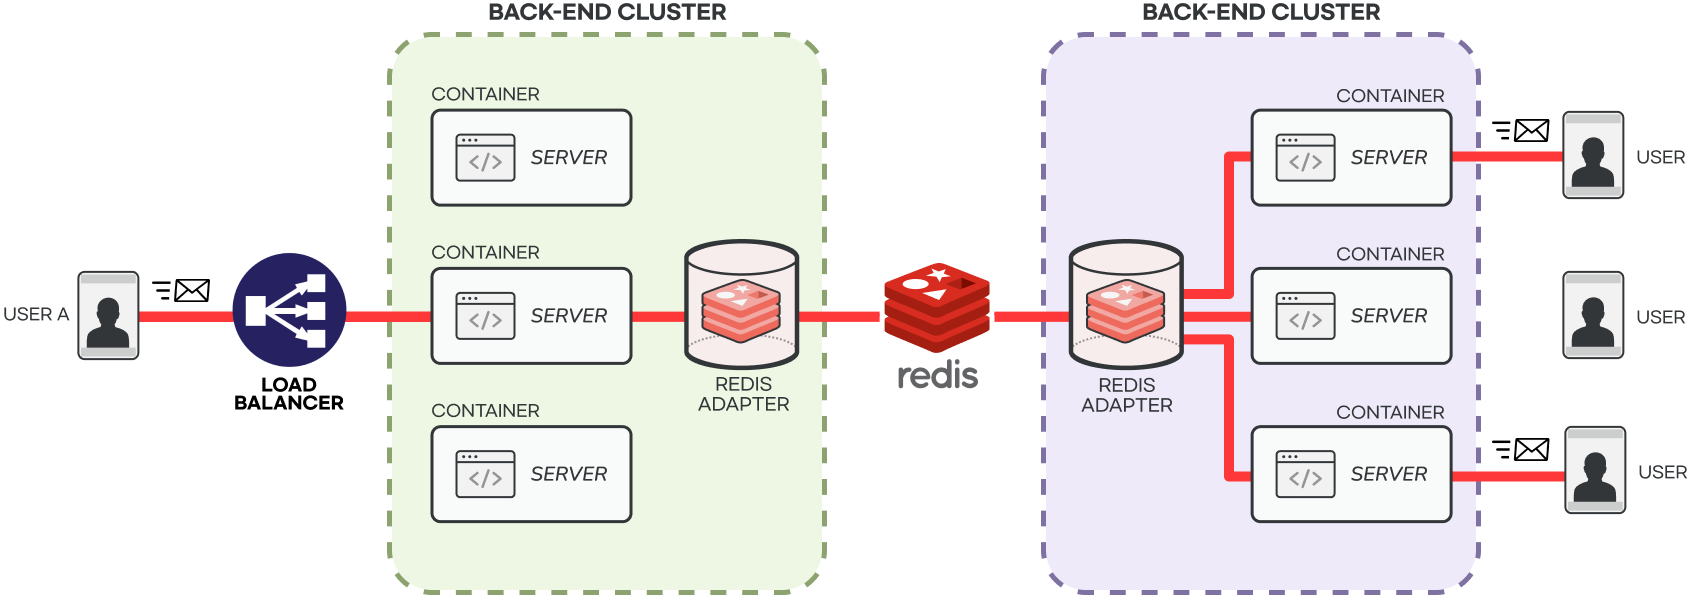 BACK-END CLUSTER
BACK-END CLUSTER
CONTAINER
</>
SERVER
CONTAINER
</>
SERVER
USER
USER A
LOAD
BALANCER
CONTAINER
</>
SERVER
REDIS
ADAPTER
redis
REDIS
ADAPTER
CONTAINER
</>
SERVER
USER
CONTAINER
</>
SERVER
CONTAINER
</>
SERVER
USER